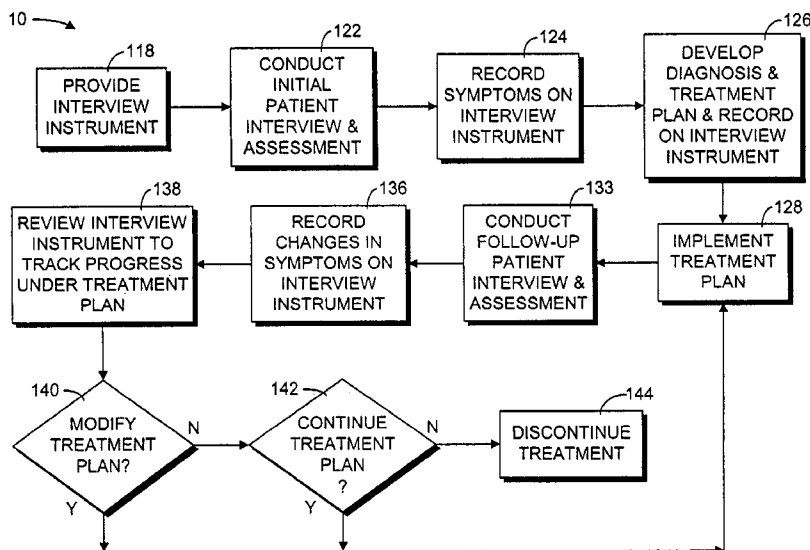 10
118
PROVIDE
INTERVIEW
INSTRUMENT
122
CONDUCT
INITIAL
PATIENT
INTERVIEW &
ASSESSMENT
124
RECORD
SYMPTOMS ON
INTERVIEW
INSTRUMENT
126
DEVELOP
DIAGNOSIS &
TREATMENT
PLAN & RECORD
ON INTERVIEW
INSTRUMENT
138
REVIEW INTERVIEW
INSTRUMENT TO
TRACK PROGRESS
UNDER TREATMENT
PLAN
136
RECORD
CHANGES IN
SYMPTOMS ON
INTERVIEW
INSTRUMENT
133
CONDUCT
FOLLOW-UP
PATIENT
INTERVIEW &
ASSESSMENT
128
IMPLEMENT
TREATMENT
PLAN
140
MODIFY
TREATMENT
PLAN?
N
Y
142
CONTINUE
TREATMENT
PLAN
?
N
Y
144
DISCONTINUE
TREATMENT